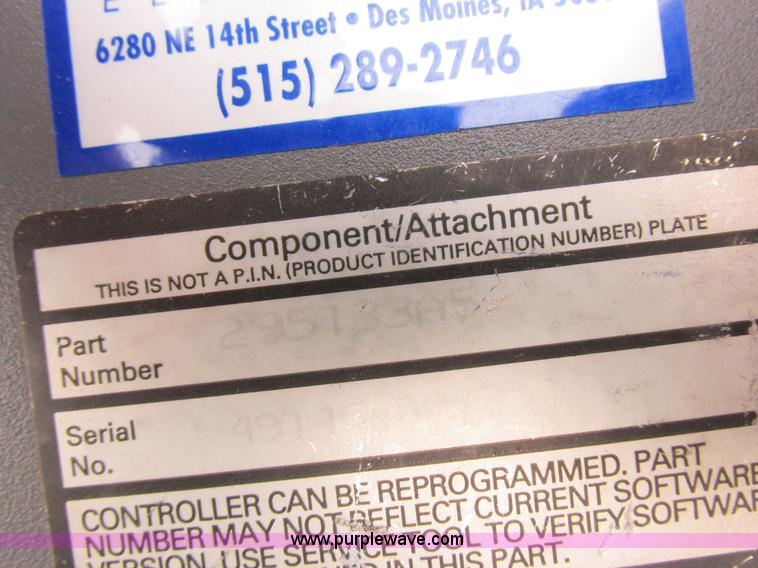 6280 NE 14th Street • Des Moines, IA
(515) 289-2746
Component/Attachment
THIS IS NOT A P.I.N. (PRODUCT IDENTIFICATION NUMBER) PLATE
Part
Number
Serial
No.
CONTROLLER CAN BE REPROGRAMMED. PART
NUMBER MAY NOT REFLECT CURRENT SOFTWARE
VERSION. USE SERVICE TOOL TO VERIFY SOFTWARE
IN THIS PART.
www.purplewave.com